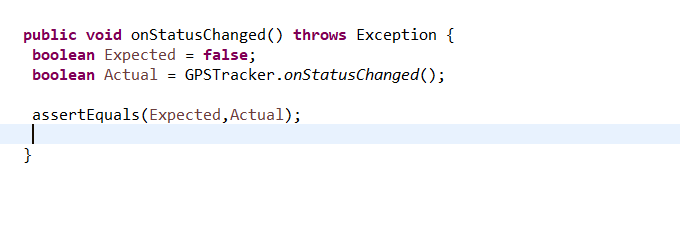 public void onStatusChanged() throws Exception {
boolean Expected = false;
boolean Actual = GPSTracker.onStatusChanged();
assertEquals(Expected,Actual);
}